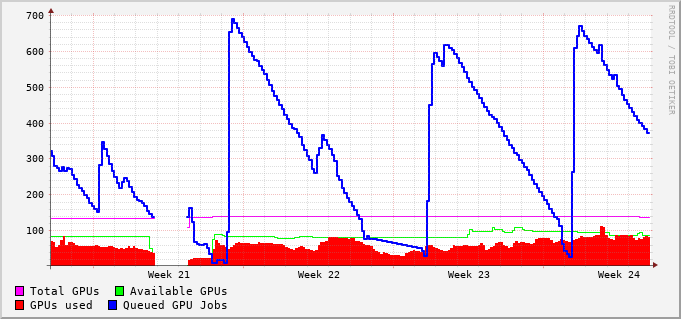 700
600
500
400
300
200
100
Week 21 Week 22 Week 23 Week 24
Total GPUs Available GPUs
GPUs used Queued GPU Jobs
RRDTOOL / TOBI OETIKER